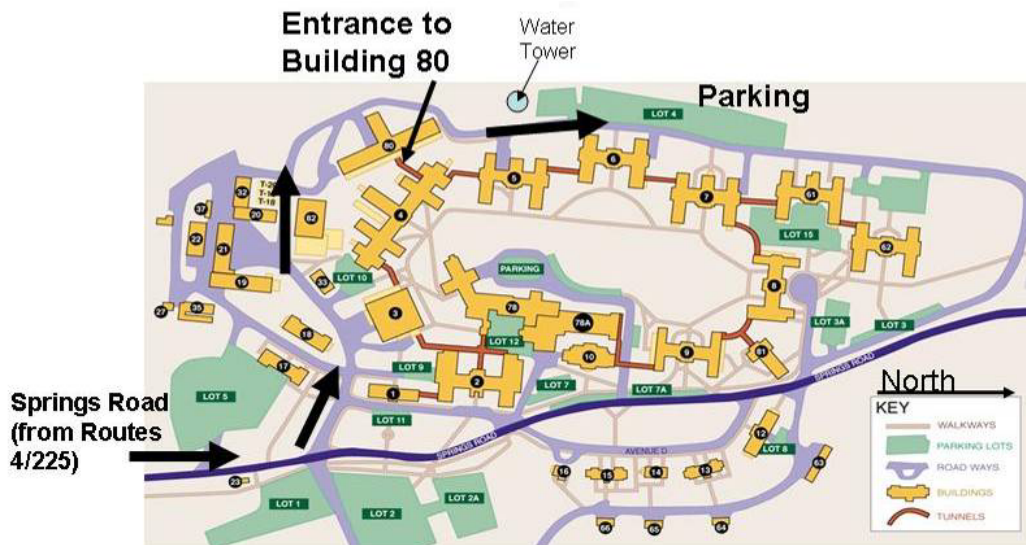 Entrance to
Building 80
Water
Tower
Parking
LOT 4
80
6
5
7
61
4
32
T-18
37
20
82
LOT 15
22
21
62
33
LOT 10
PARKING
19
8
78
3
27
35
78A
LOT 3A
LOT 3
18
LOT 12
10
9
81
SPRINGS ROAD
17
LOT 9
2
LOT 7
LOT 7A
North
LOT 5
1
KEY
Springs Road
(from Routes
4/225)
LOT 11
WALKWAYS
12
LOT 8
PARKING LOTS
SPRINGS ROAD
AVENUE D
63
ROAD WAYS
23
16
15
14
13
BUILDINGS
LOT 1
LOT 2A
LOT 2
TUNNELS
66
65
64